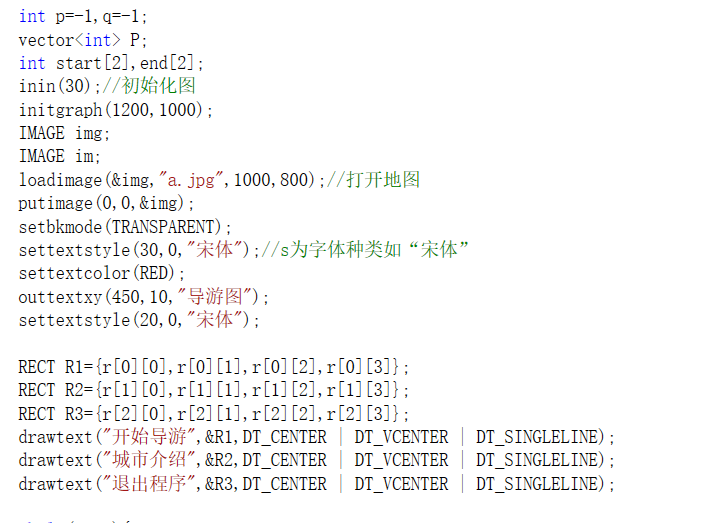 int p=-1,q=-1;
vector<int> P;
int start[2],end[2];
inin(30);//初始化图
initgraph(1200,1000);
IMAGE img;
IMAGE im;
loadimage(&img,"a.jpg",1000,800);//打开地图
putimage(0,0,&img);
setbkmode(TRANSPARENT);
settextstyle(30,0,"宋体");//s为字体种类如“宋体”
settextcolor(RED);
outtextxy(450,10,"导游图");
settextstyle(20,0,"宋体");
RECT R1={r[0][0],r[0][1],r[0][2],r[0][3]};
RECT R2={r[1][0],r[1][1],r[1][2],r[1][3]};
RECT R3={r[2][0],r[2][1],r[2][2],r[2][3]};
drawtext("开始导游",&R1,DT_CENTER | DT_VCENTER | DT_SINGLELINE);
drawtext("城市介绍",&R2,DT_CENTER | DT_VCENTER | DT_SINGLELINE);
drawtext("退出程序",&R3,DT_CENTER | DT_VCENTER | DT_SINGLELINE);